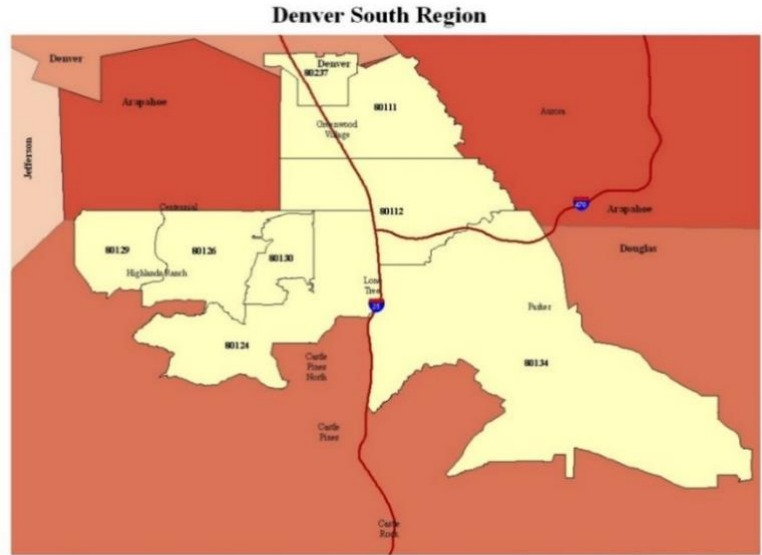 Denver South Region
Denver
Denver
80237
Arapahoe
80111
Aurora
Greenwood
Village
Jefferson
Centennial
80112
470
Arapahoe
80129
80126
80130
Douglas
Highlands Ranch
Lone
Tree
25
Parker
80124
Castle
Pines
North
80134
Castle
Pines
Castle
Rock